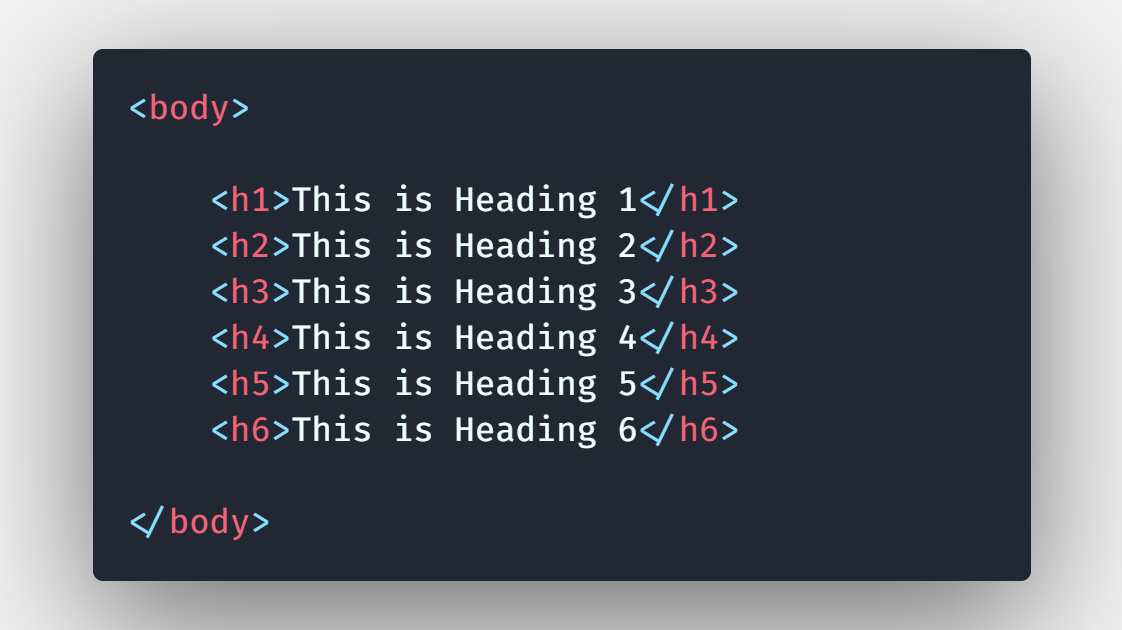 <body>
<h1>This is Heading 1</h1>
<h2>This is Heading 2</h2>
<h3>This is Heading 3</h3>
<h4>This is Heading 4</h4>
<h5>This is Heading 5</h5>
<h6>This is Heading 6</h6>
</body>